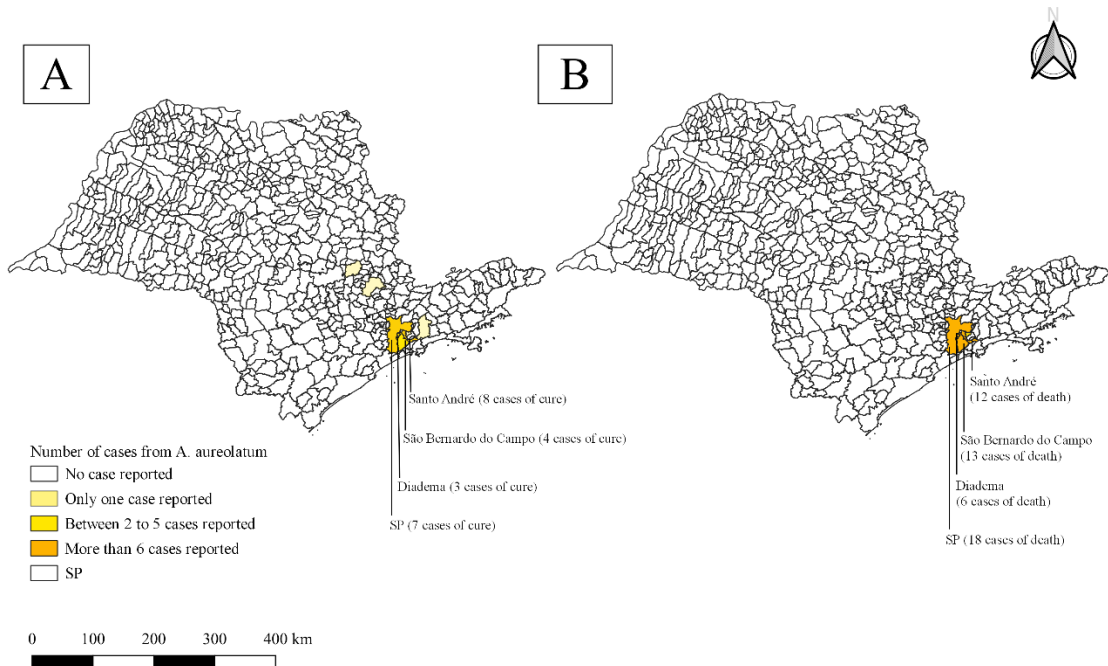 N
A
B
Santo André (8 cases of cure)
São Bernardo do Campo (4 cases of cure)
Diadema (3 cases of cure)
SP (7 cases of cure)
Santo André
(12 cases of death)
São Bernardo do Campo
(13 cases of death)
Diadema
(6 cases of death)
SP (18 cases of death)
Number of cases from A. aureolatum
No case reported
Only one case reported
Between 2 to 5 cases reported
More than 6 cases reported
SP
0 100 200 300 400 km